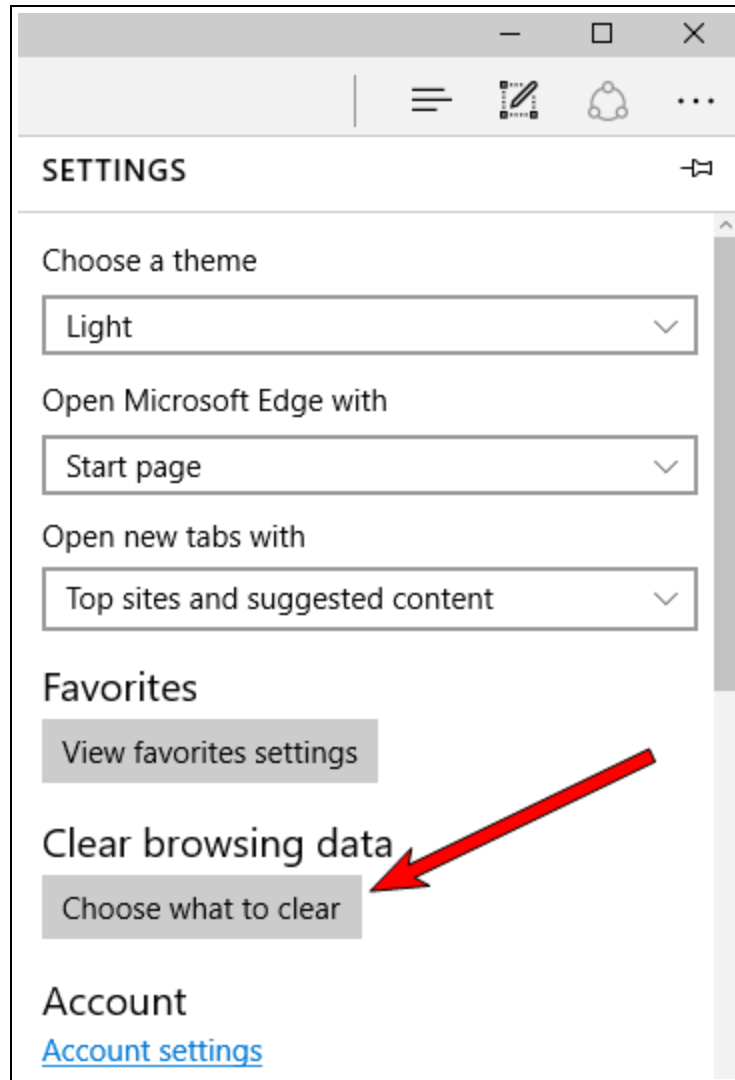 SETTINGS
Choose a theme
Light
Open Microsoft Edge with
Start page
Open new tabs with
Top sites and suggested content
Favorites
View favorites settings
Clear browsing data
Choose what to clear
Account
Account settings